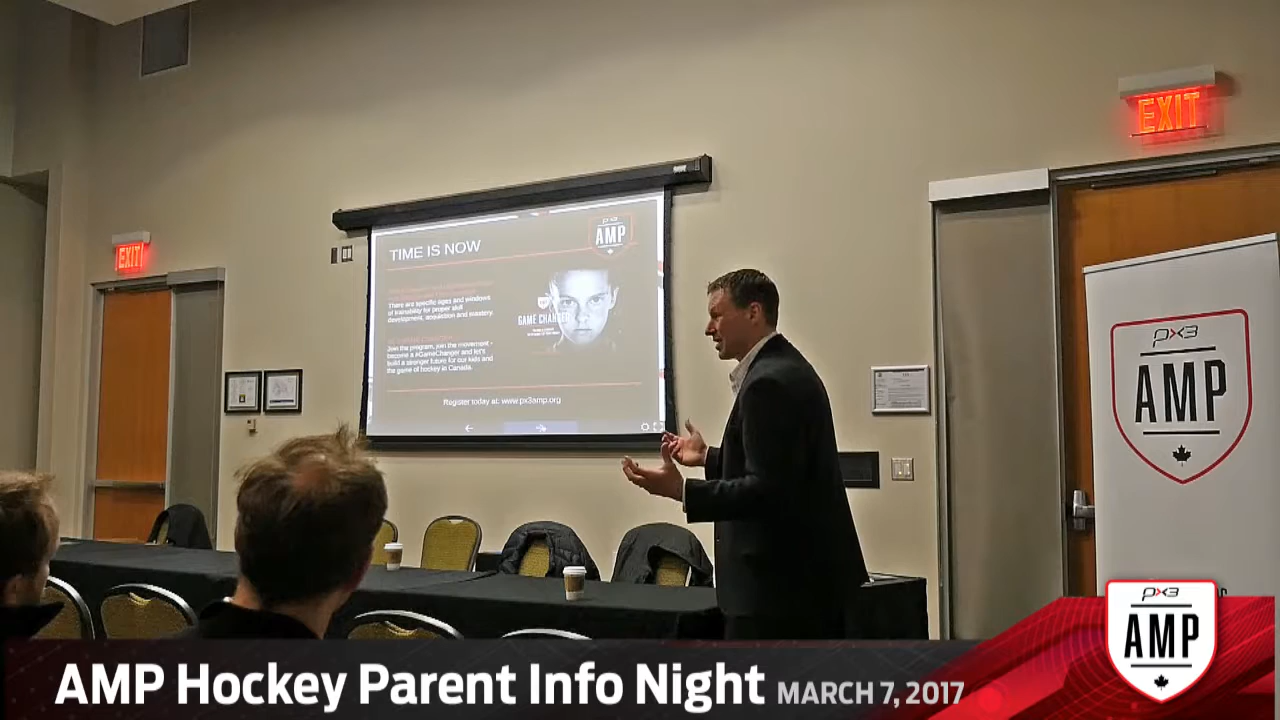 EXIT
EXIT
TIME IS NOW
px3
AMP
There are specific ages and windows
of trainability for proper skill
development, acquisition and mastery.
GAME CHANGER
Join the program, join the movement -
become a #GameChanger and let's
build a stronger future for our kids and
the game of hockey in Canada.
Register today at: www.px3amp.org
px3
AMP
px3
AMP
AMP Hockey Parent Info Night MARCH 7, 2017